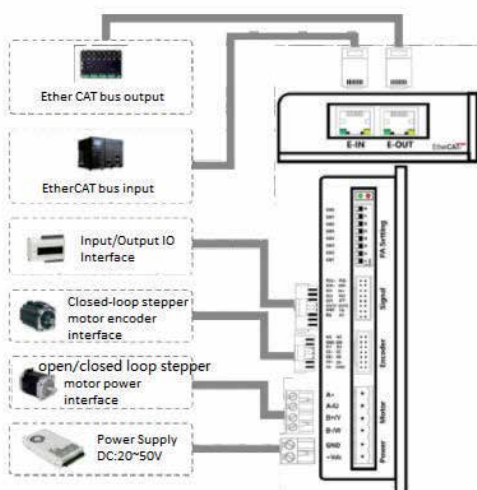 Ether CAT bus output
EtherCAT bus input
Input/Output IO
Interface
Closed-loop stepper
motor encoder
interface
open/closed loop stepper
motor power
interface
Power Supply
DC:20~50V
E-IN
E-OUT
EtherCAT
PA Setting
Signal
Encoder
Motor
Power
A+
A-/U
B+/V
B-/W
GND
+Vdc